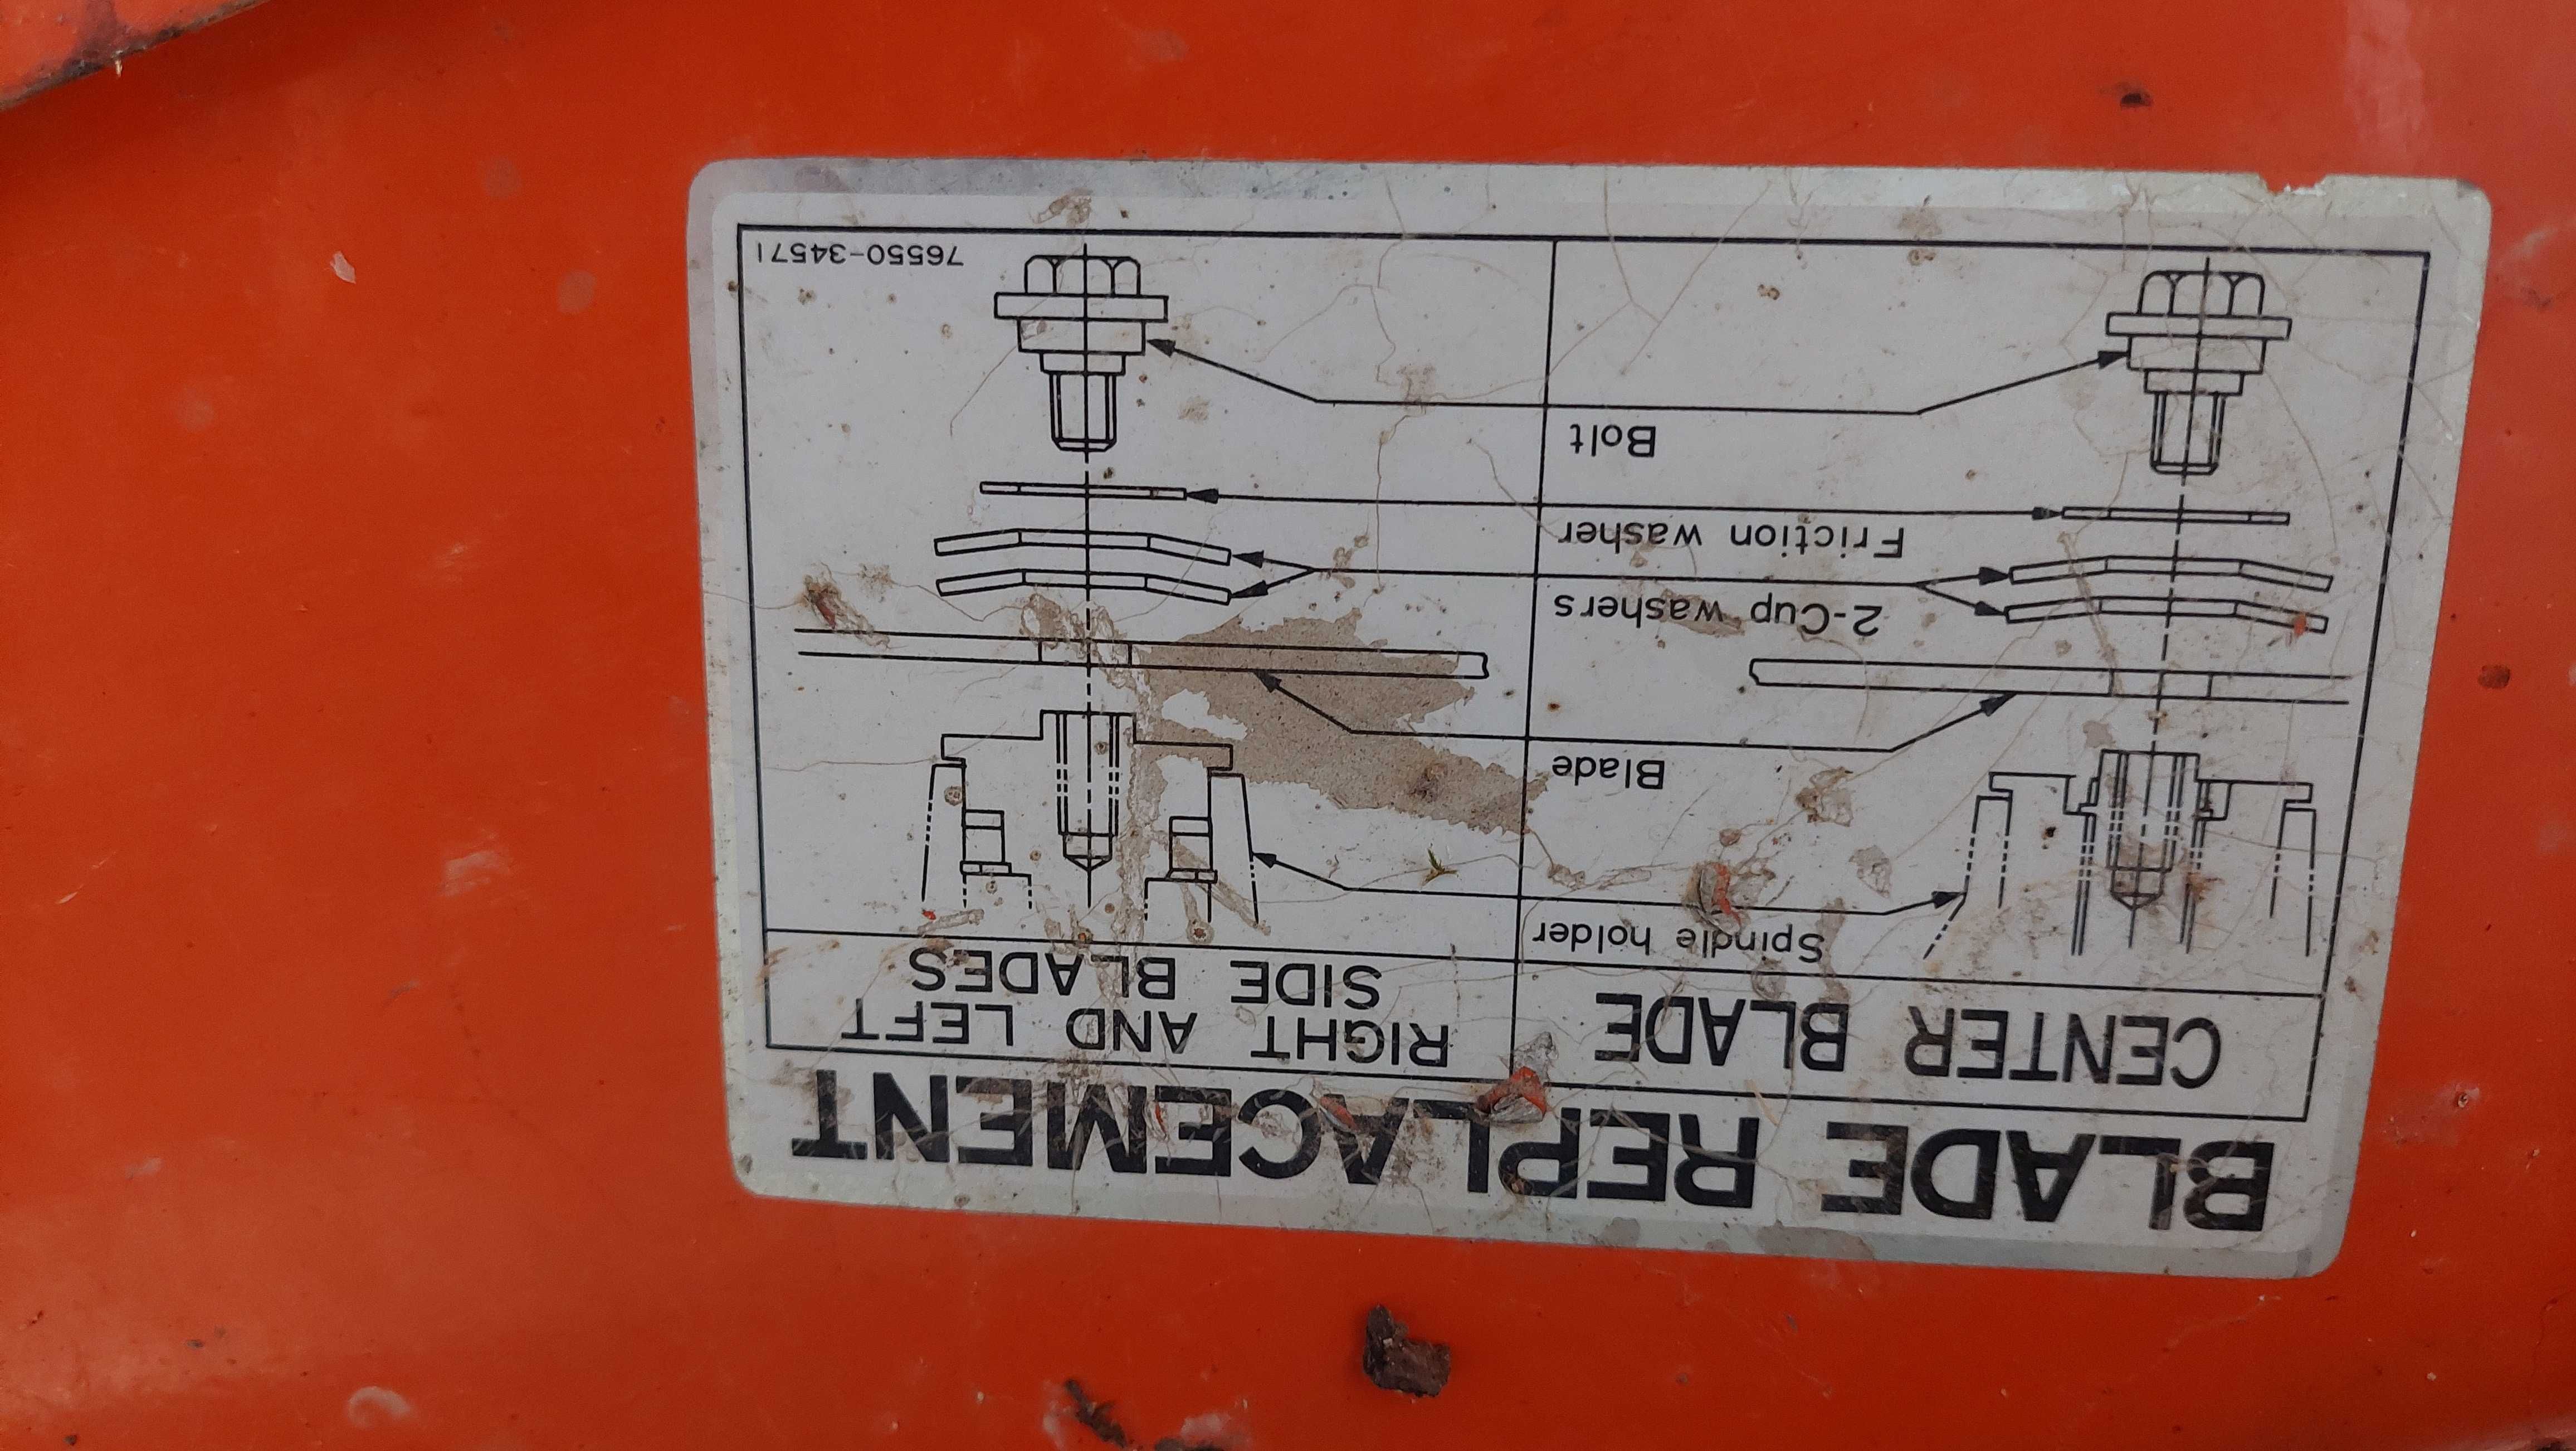 BLADE REPLACEMENT
CENTER BLADE
RIGHT AND LEFT
SIDE BLADES
Spindle holder
Blade
2-Cup washers
Friction washer
Bolt
76550-34571